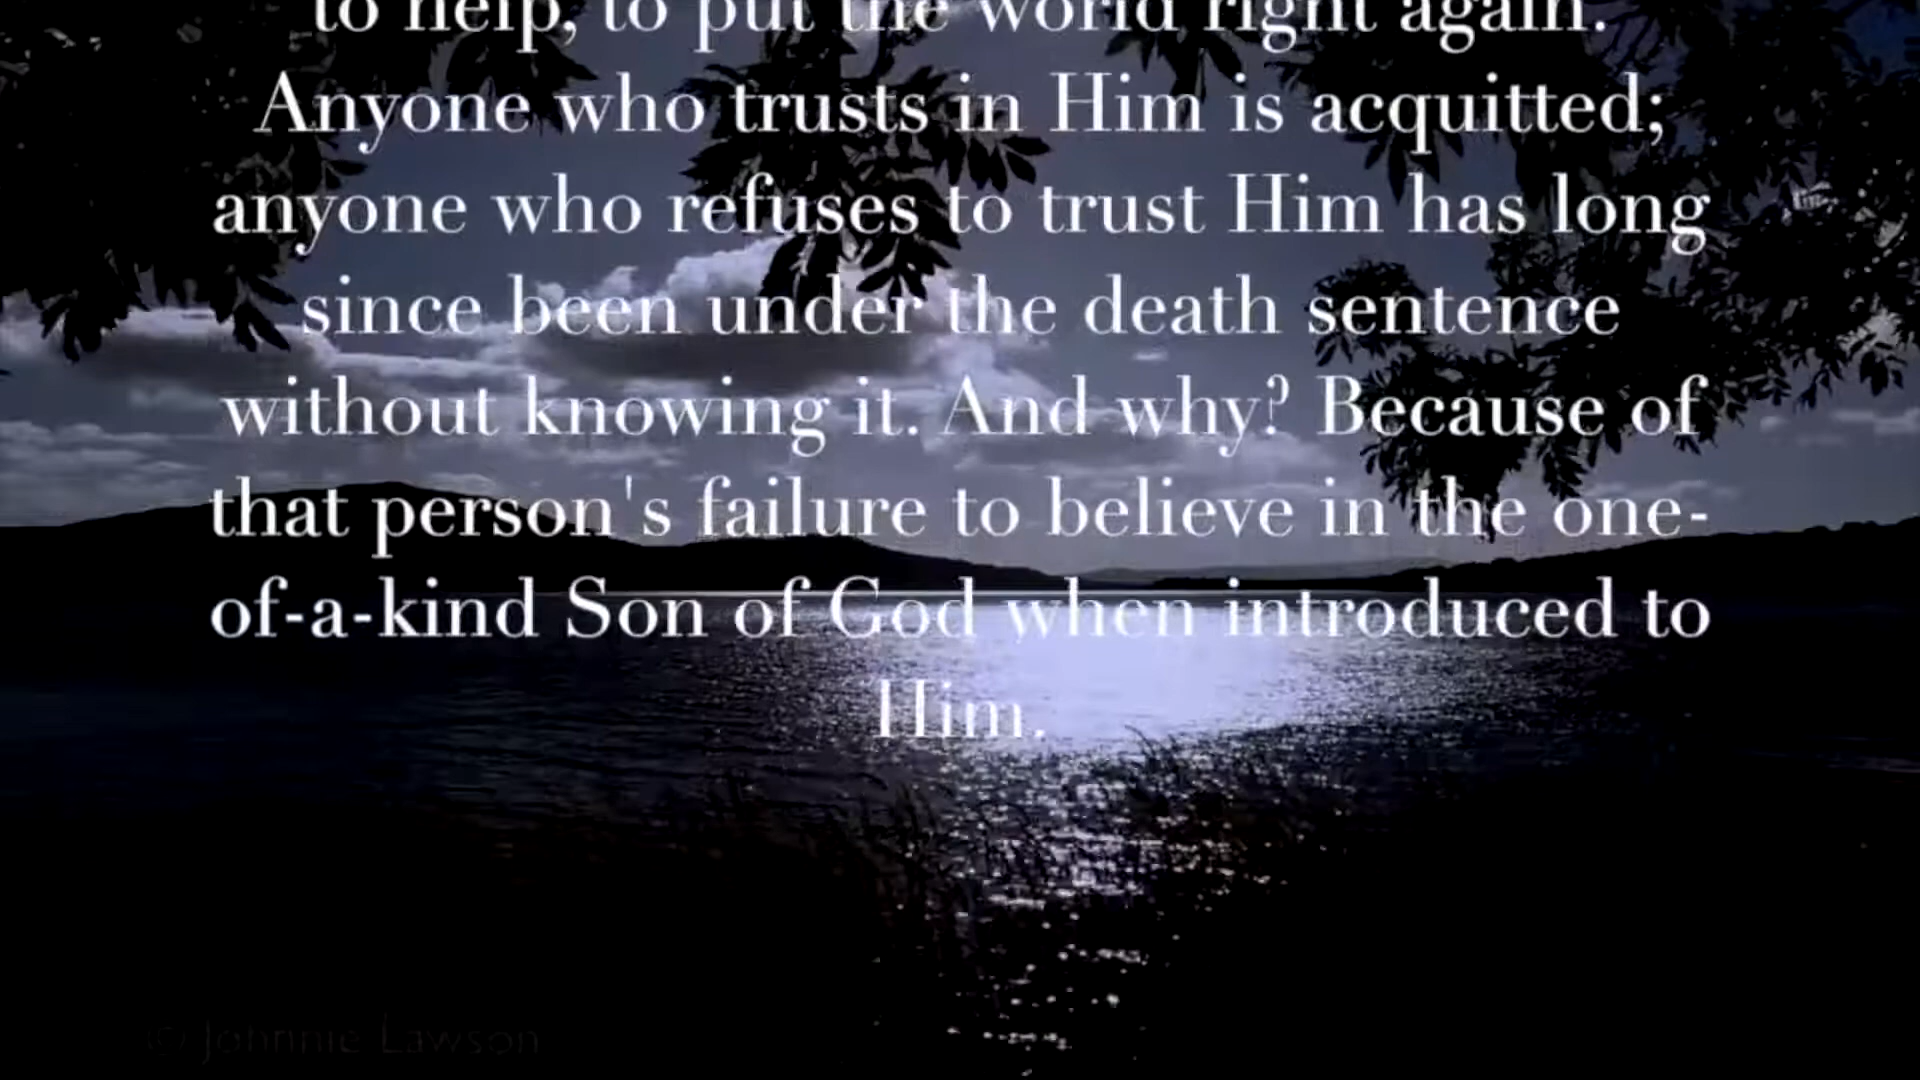 to help, to put the world right again.
Anyone who trusts in Him is acquitted;
anyone who refuses to trust Him has long
since been under the death sentence
without knowing it. And why? Because of
that person's failure to believe in the one-
of-a-kind Son of God when introduced to
Him.
© Johnnie Lawson